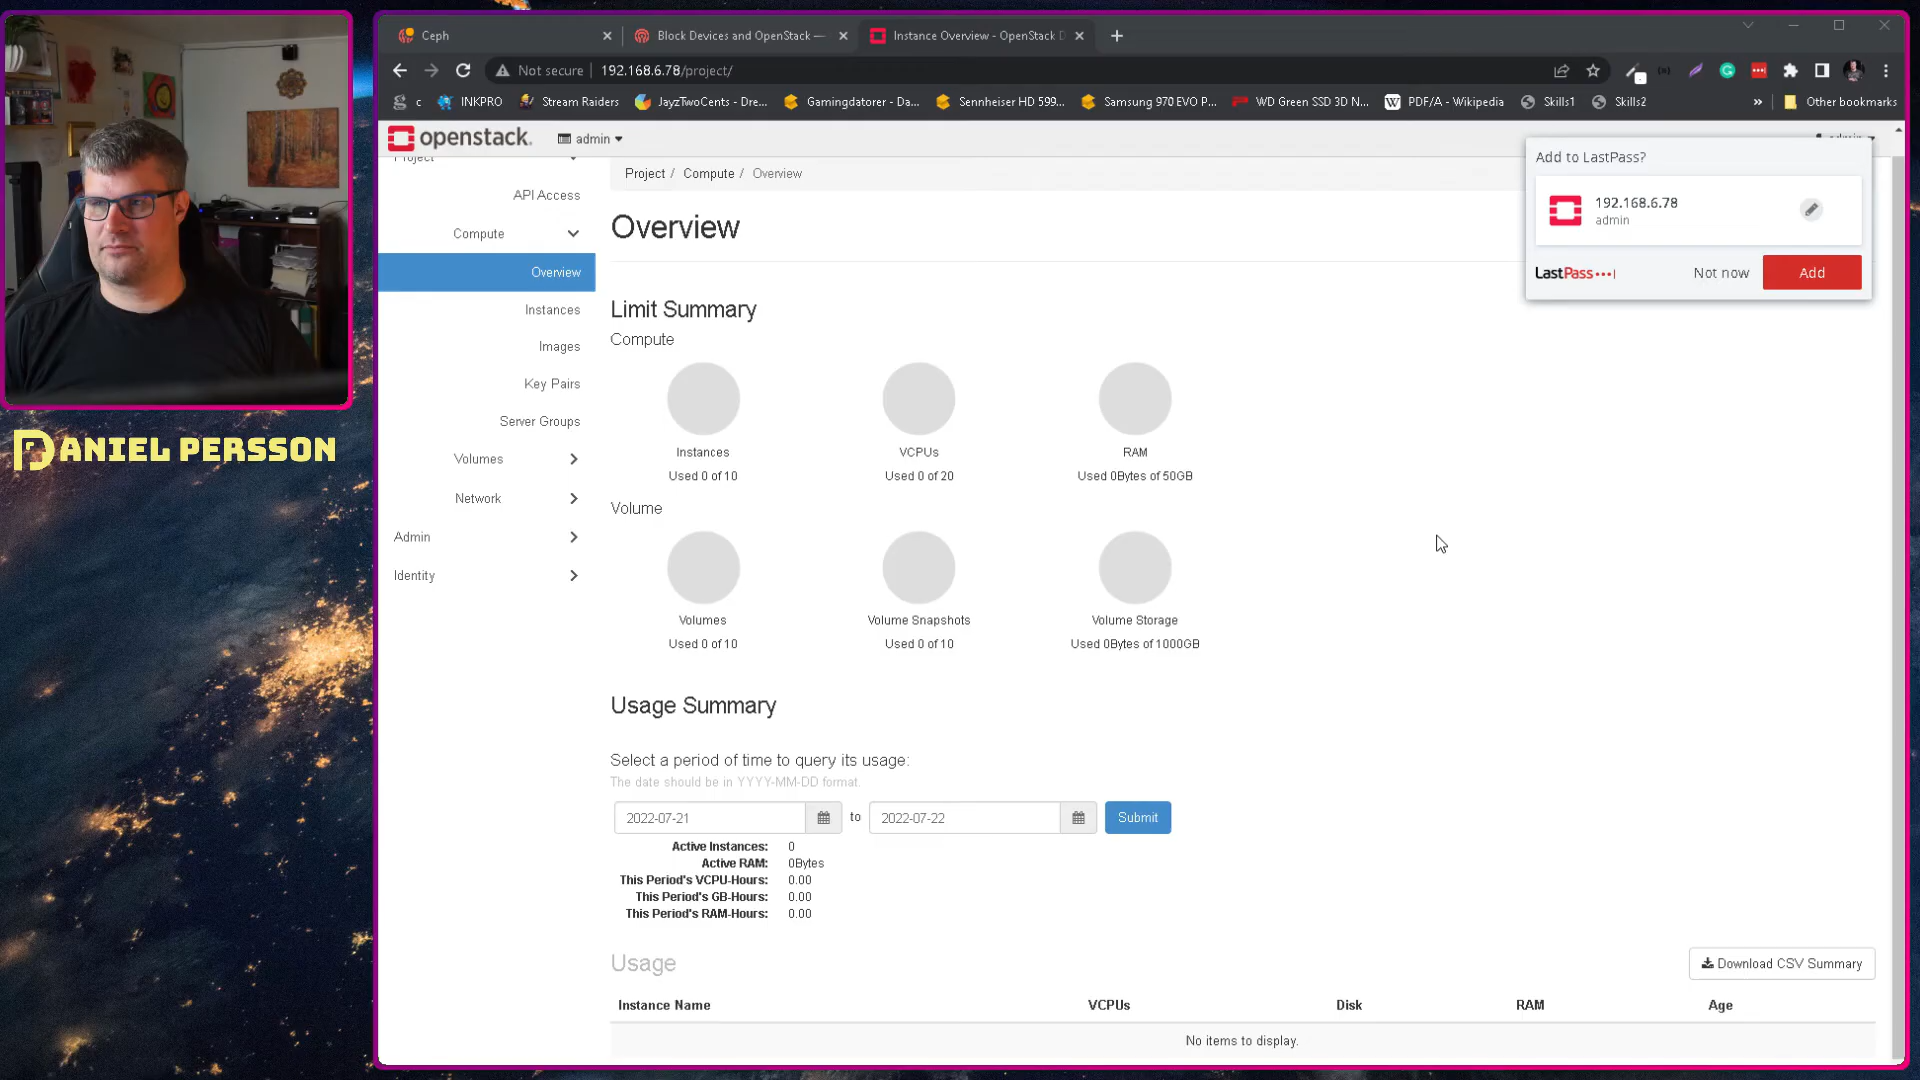 Ceph
Block Devices and OpenStack —
Instance Overview - OpenStack D
Not secure
192.168.6.78/project/
c
INKPRO
Stream Raiders
JayzTwoCents - Dre...
Gamingdatorer - Da...
Sennheiser HD 599...
Samsung 970 EVO P...
WD Green SSD 3D N...
PDF/A - Wikipedia
Skills1
Skills2
»
Other bookmarks
openstack.
admin
Project
API Access
Compute
Overview
Instances
Images
Key Pairs
Server Groups
Volumes
Network
Admin
Identity
Project / Compute / Overview
Overview
Limit Summary
Compute
Instances
Used 0 of 10
VCPUs
Used 0 of 20
RAM
Used 0Bytes of 50GB
Volume
Volumes
Used 0 of 10
Volume Snapshots
Used 0 of 10
Volume Storage
Used 0Bytes of 1000GB
Usage Summary
Select a period of time to query its usage:
The date should be in YYYY-MM-DD format.
2022-07-21
to
2022-07-22
Submit
Active Instances: 0
Active RAM: 0Bytes
This Period's VCPU-Hours: 0.00
This Period's GB-Hours: 0.00
This Period's RAM-Hours: 0.00
Usage
Download CSV Summary
Instance Name VCPUs Disk RAM Age
No items to display.
Add to LastPass?
192.168.6.78
admin
LastPass
Not now
Add
DANIEL PERSSON